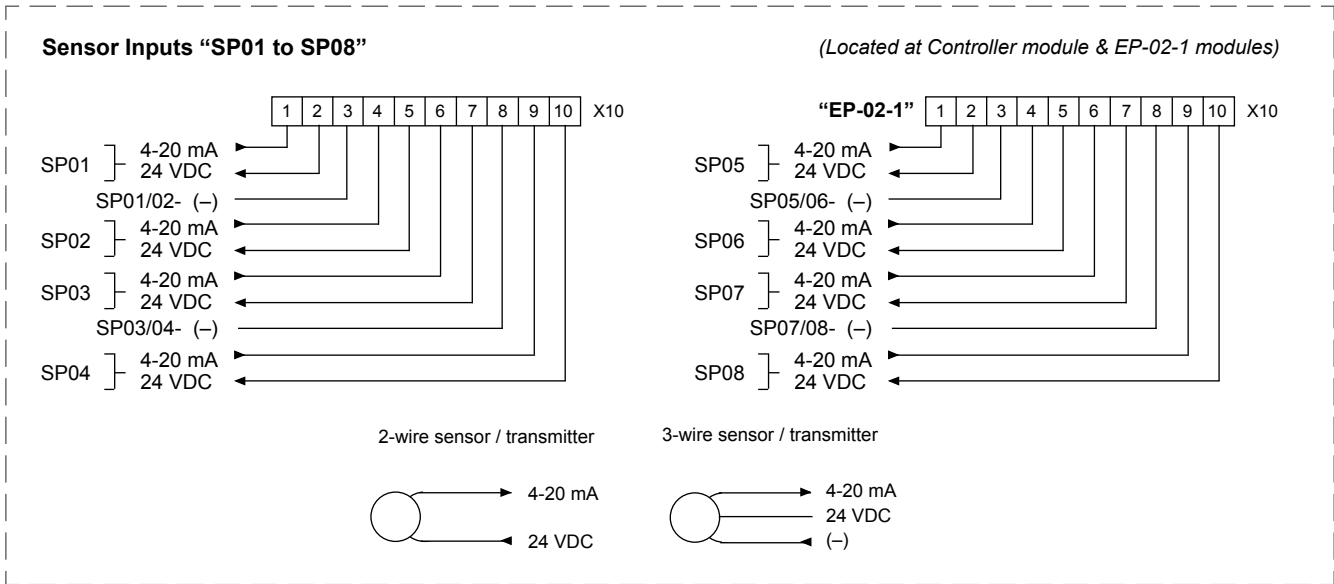 Sensor Inputs “SP01 to SP08”
(Located at Controller module & EP-02-1 modules)
1 2 3 4 5 6 7 8 9 10 X10
SP01
4-20 mA
24 VDC
SP01/02- (–)
SP02
4-20 mA
24 VDC
SP03
4-20 mA
24 VDC
SP03/04- (–)
SP04
4-20 mA
24 VDC
“EP-02-1” 1 2 3 4 5 6 7 8 9 10 X10
SP05
4-20 mA
24 VDC
SP05/06- (–)
SP06
4-20 mA
24 VDC
SP07
4-20 mA
24 VDC
SP07/08- (–)
SP08
4-20 mA
24 VDC
2-wire sensor / transmitter
4-20 mA
24 VDC
3-wire sensor / transmitter
4-20 mA
24 VDC
(–)